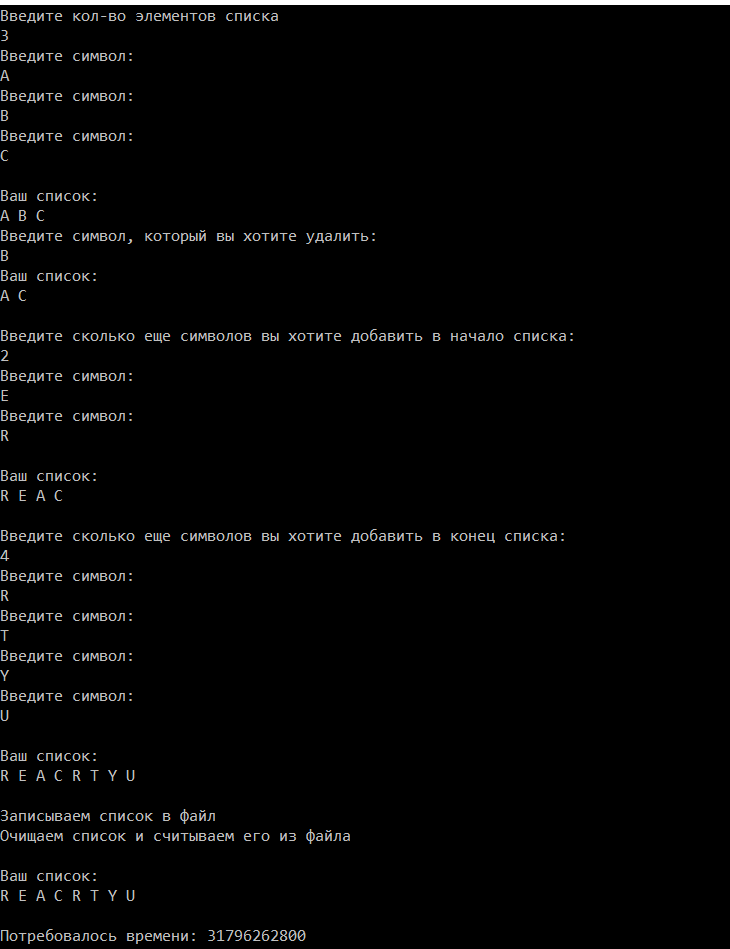 Введите кол-во элементов списка
3
Введите символ:
A
Введите символ:
B
Введите символ:
C
Ваш список:
A B C
Введите символ, который вы хотите удалить:
B
Ваш список:
A C
Введите сколько еще символов вы хотите добавить в начало списка:
2
Введите символ:
E
Введите символ:
R
Ваш список:
R E A C
Введите сколько еще символов вы хотите добавить в конец списка:
4
Введите символ:
R
Введите символ:
T
Введите символ:
Y
Введите символ:
U
Ваш список:
R E A C R T Y U
Записываем список в файл
Очищаем список и считываем его из файла
Ваш список:
R E A C R T Y U
Потребовалось времени: 31796262800